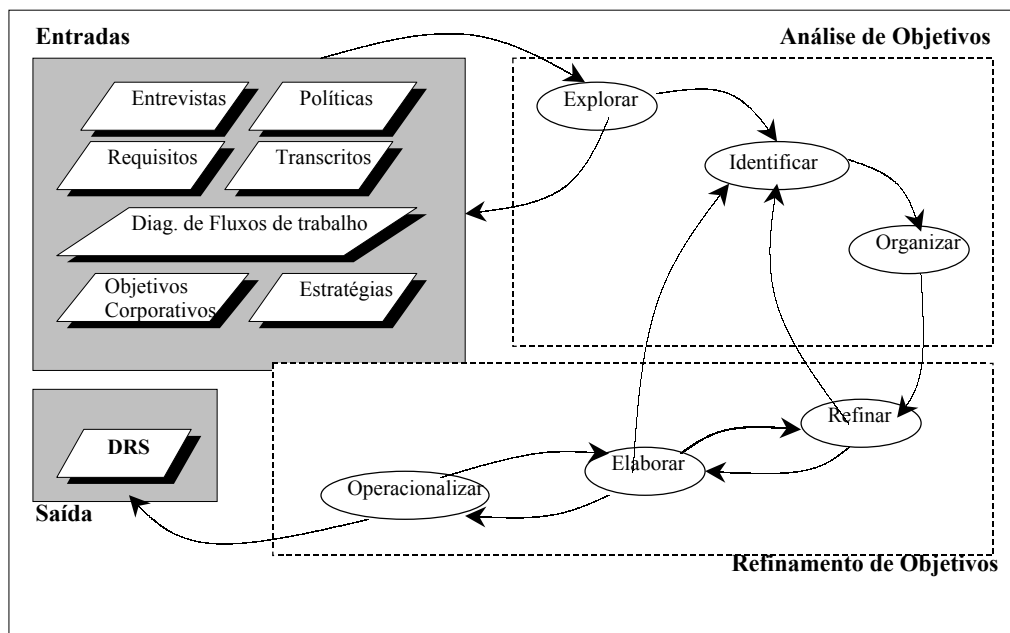 Entradas
Análise de Objetivos
Entrevistas
Políticas
Explorar
Requisitos
Transcritos
Identificar
Diag. de Fluxos de trabalho
Organizar
Objetivos
Corporativos
Estratégias
Refinar
DRS
Elaborar
Operacionalizar
Saída
Refinamento de Objetivos